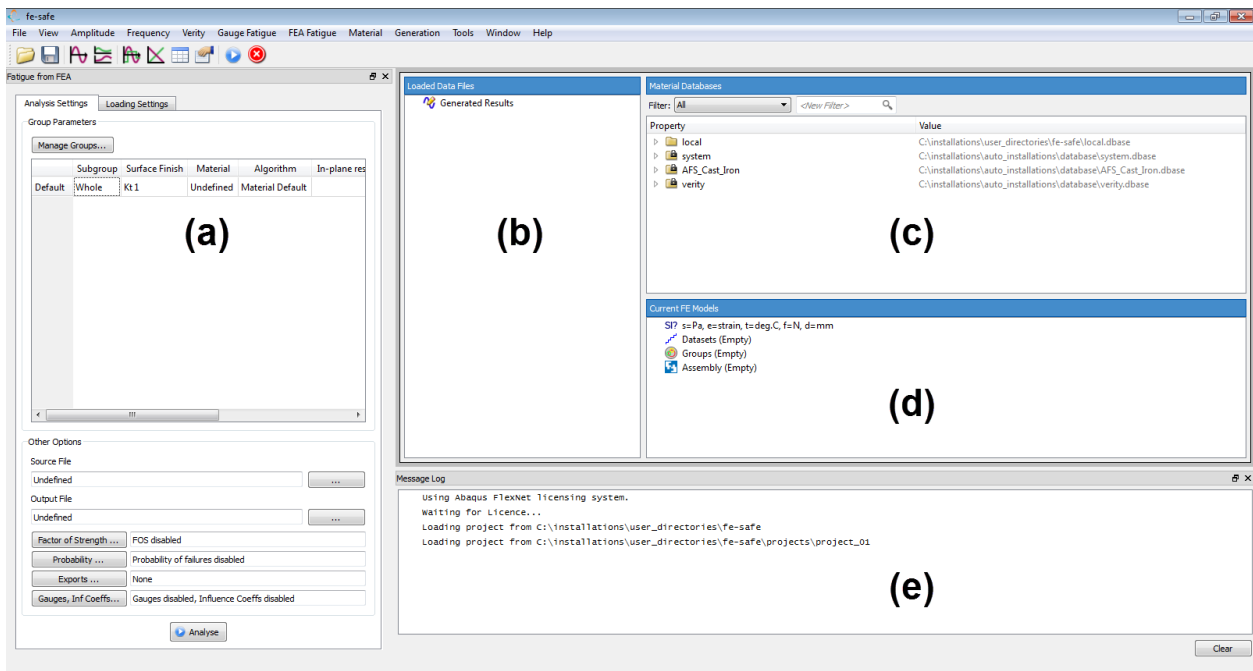 fe-safe
File View Amplitude Frequency Verity Gauge Fatigue FEA Fatigue Material Generation Tools Window Help
Fatigue from FEA
Analysis Settings Loading Settings
Group Parameters
Manage Groups...
Subgroup Surface Finish Material Algorithm In-plane res
Default Whole Kt 1 Undefined Material Default
(a)
Other Options
Source File
Undefined ...
Output File
Undefined ...
Factor of Strength ... FOS disabled
Probability ... Probability of failures disabled
Exports ... None
Gauges, Inf Coeffs... Gauges disabled, Influence Coeffs disabled
Analyse
Loaded Data Files
Generated Results
(b)
Material Databases
Filter: All <New Filter>
Property Value
local C:\installations\user_directories\fe-safe\local.dbase
system C:\installations\auto_installations\database\system.dbase
AFS_Cast_Iron C:\installations\auto_installations\database\AFS_Cast_Iron.dbase
verity C:\installations\auto_installations\database\verity.dbase
(c)
Current FE Models
SI? s=Pa, e=strain, t=deg.C, f=N, d=mm
Datasets (Empty)
Groups (Empty)
Assembly (Empty)
(d)
Message Log
Using Abaqus FlexNet licensing system.
Waiting for Licence...
Loading project from C:\installations\user_directories\fe-safe
Loading project from C:\installations\user_directories\fe-safe\projects\project_01
(e)
Clear